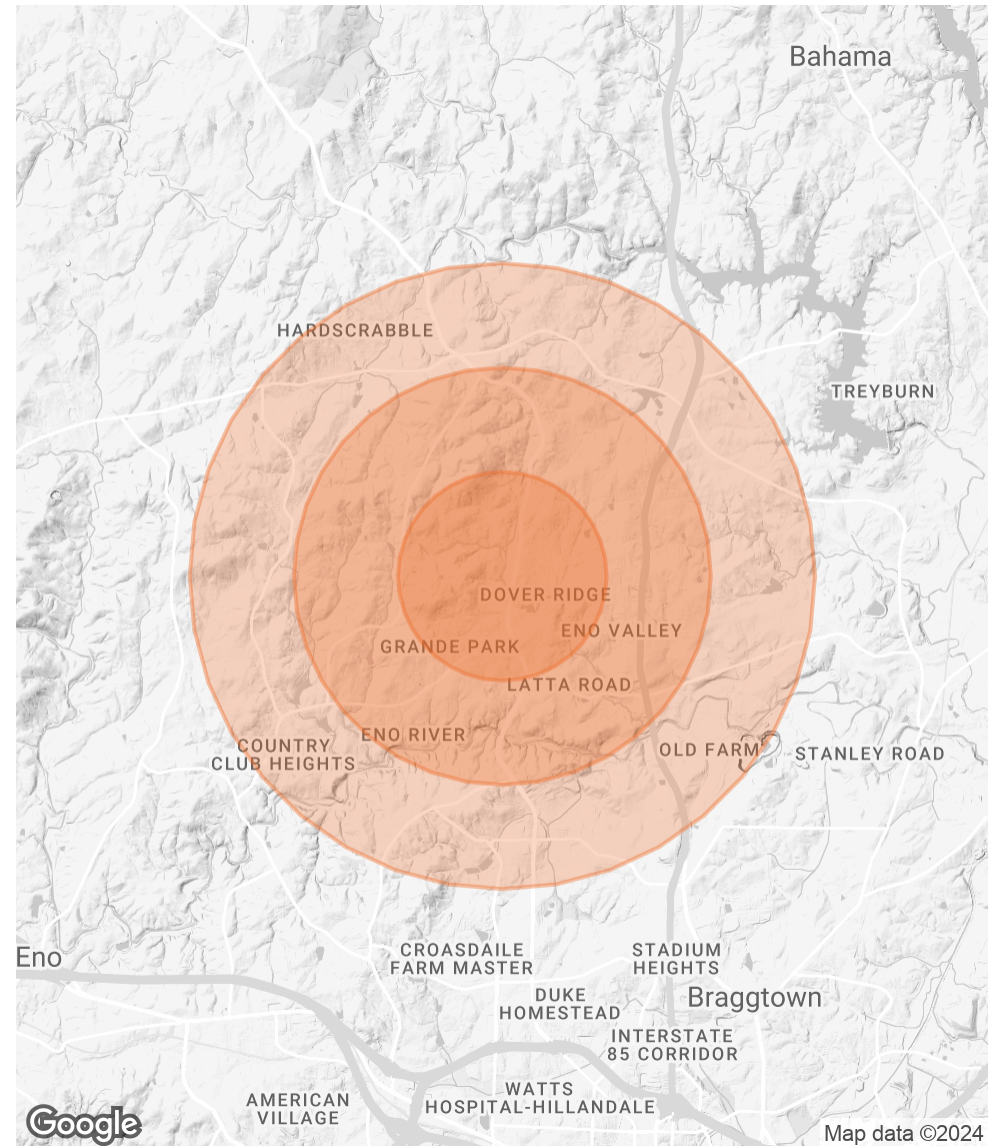 Bahama
HARDSCRABBLE
TREYBURN
DOVER RIDGE
ENO VALLEY
GRANDE PARK
LATTA ROAD
ENO RIVER
COUNTRY
CLUB HEIGHTS
OLD FARM
STANLEY ROAD
Eno
CROASDAILE
FARM MASTER
STADIUM
HEIGHTS
DUKE
HOMESTEAD
Braggtown
INTERSTATE
85 CORRIDOR
AMERICAN
VILLAGE
WATTS
HOSPITAL-HILLANDALE
Google
Map data ©2024